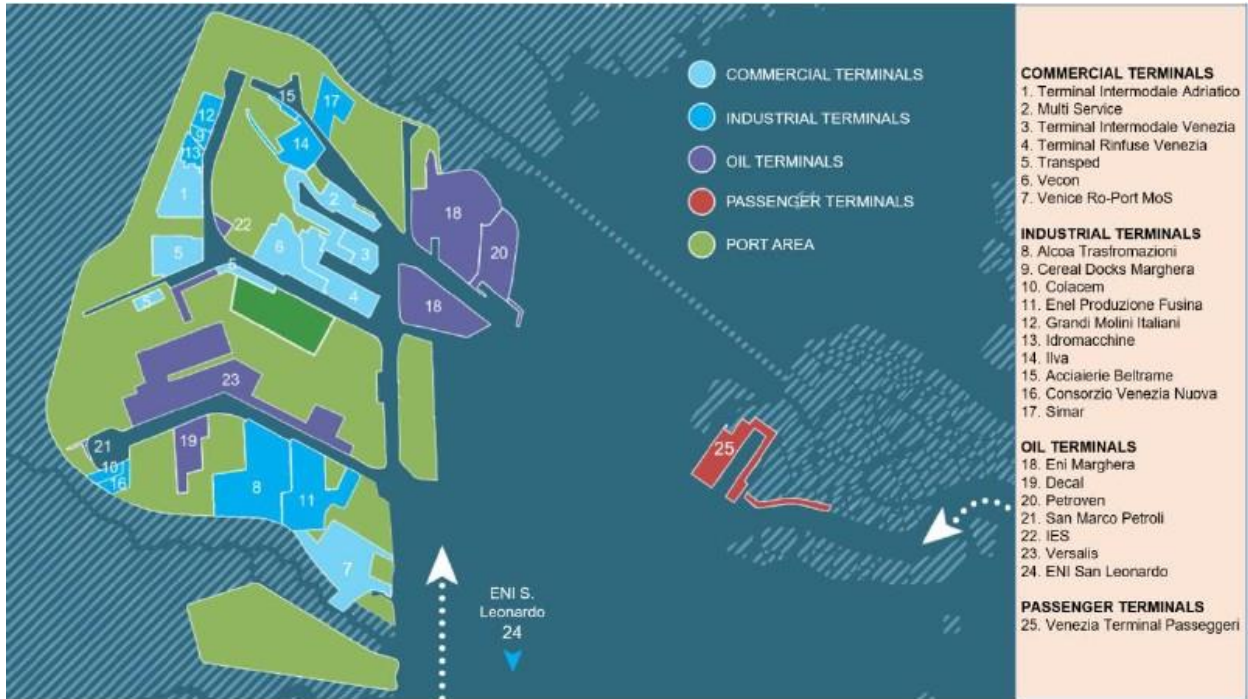 COMMERCIAL TERMINALS
INDUSTRIAL TERMINALS
OIL TERMINALS
PASSENGER TERMINALS
PORT AREA
15
17
12
9
13
14
1
2
18
22
6
3
20
5
5
4
18
5
23
21
19
10
16
8
11
25
7
ENI S.
Leonardo
24
COMMERCIAL TERMINALS
1. Terminal Intermodale Adriatico
2. Multi Service
3. Terminal Intermodale Venezia
4. Terminal Rinfuse Venezia
5. Transped
6. Vecon
7. Venice Ro-Port MoS
INDUSTRIAL TERMINALS
8. Alcoa Trasfromazioni
9. Cereal Docks Marghera
10. Colacem
11. Enel Produzione Fusina
12. Grandi Molini Italiani
13. Idromacchine
14. Ilva
15. Acciaierie Beltrame
16. Consorzio Venezia Nuova
17. Simar
OIL TERMINALS
18. Eni Marghera
19. Decal
20. Petroven
21. San Marco Petroli
22. IES
23. Versalis
24. ENI San Leonardo
PASSENGER TERMINALS
25. Venezia Terminal Passeggeri